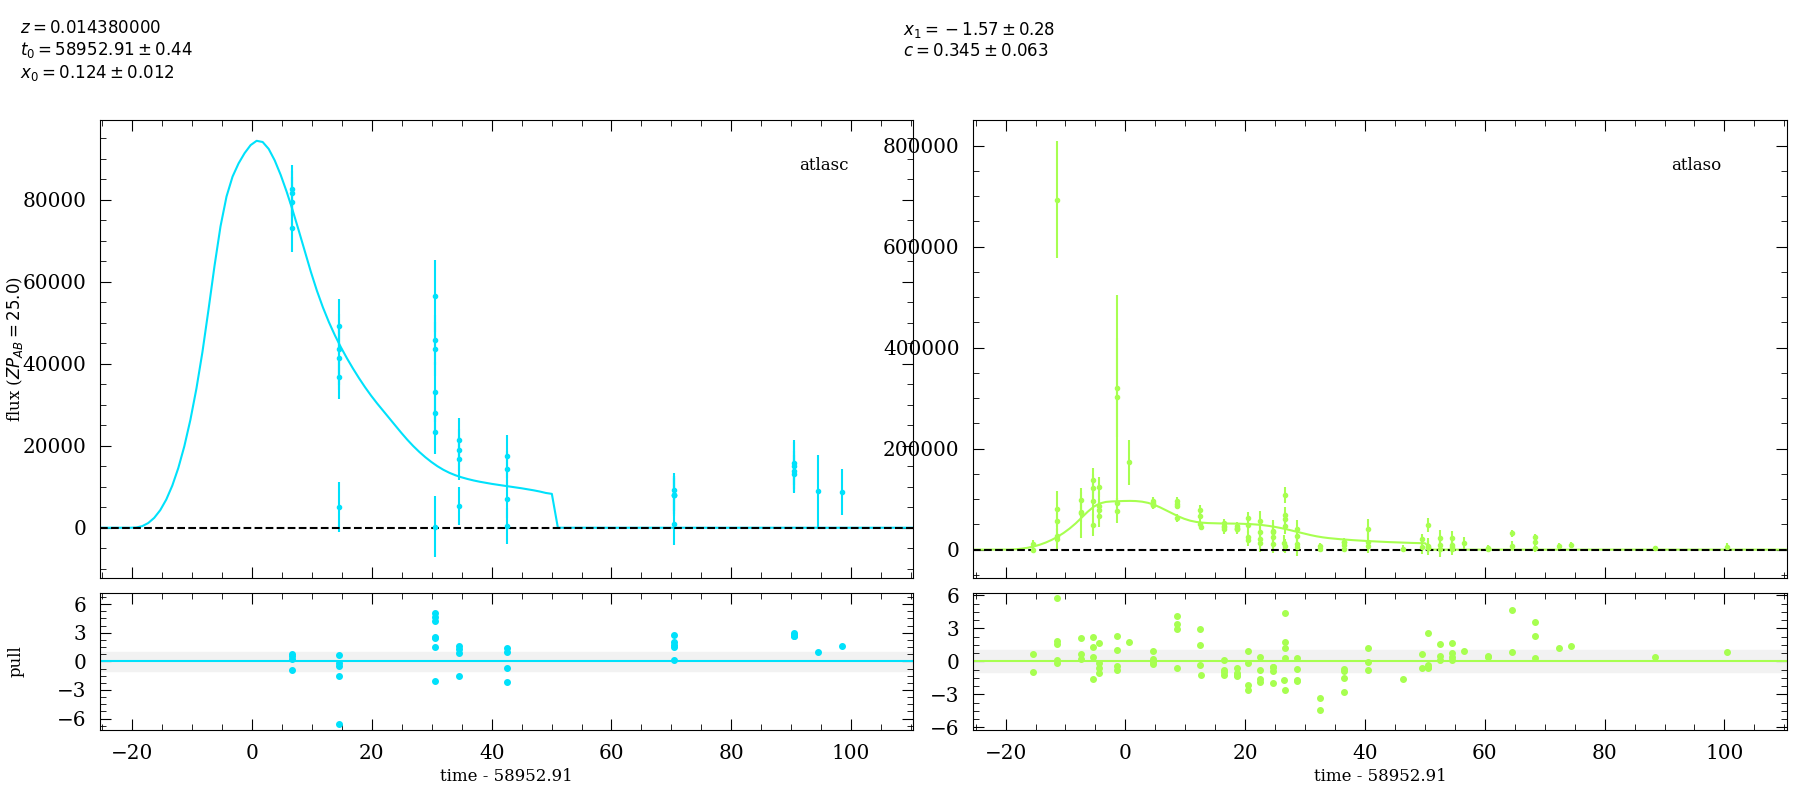 z = 0.014380000
t₀ = 58952.91 ± 0.44
x₀ = 0.124 ± 0.012
x₁ = −1.57 ± 0.28
c = 0.345 ± 0.063
atlasc
flux (ZP_AB = 25.0)
80000
60000
40000
20000
0
atlaso
800000
600000
400000
200000
0
pull
6
3
0
−3
−6
6
3
0
−3
−6
−20 0 20 40 60 80 100
time - 58952.91
−20 0 20 40 60 80 100
time - 58952.91